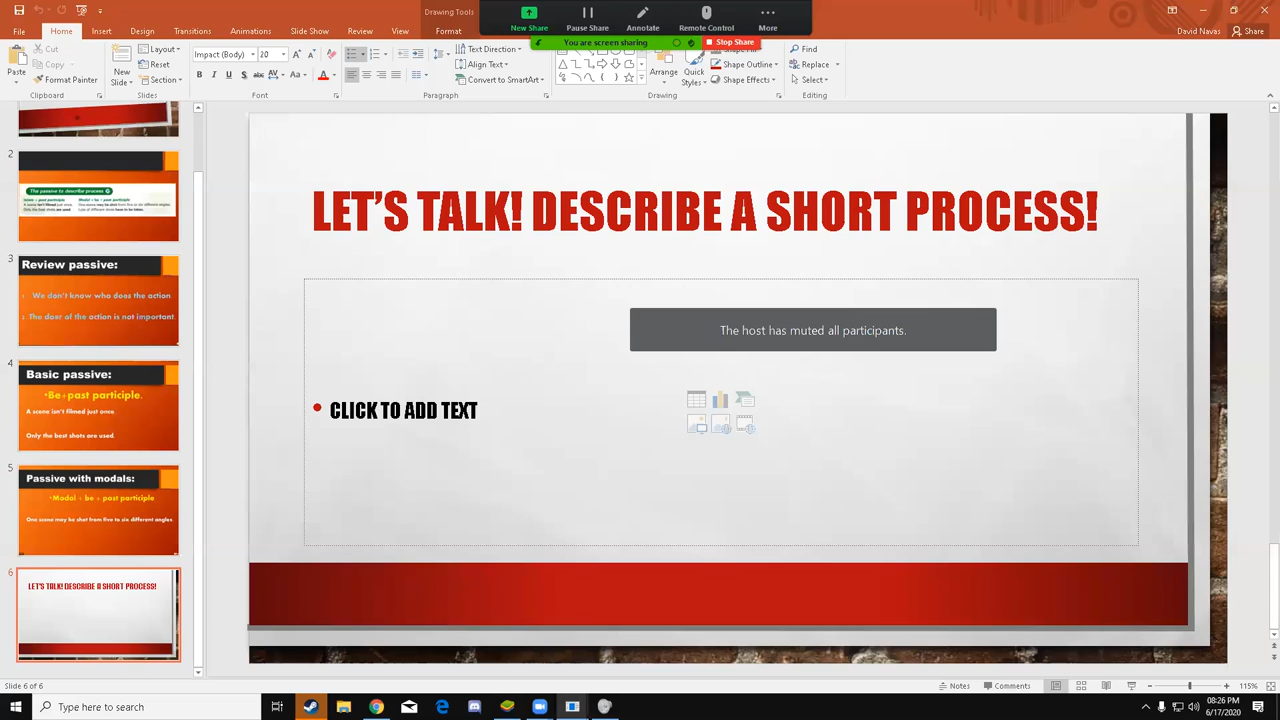 Drawing Tools
New Share
Pause Share
Annotate
Remote Control
More
File
Home
Insert
Design
Transitions
Animations
Slide Show
Review
View
Format
You are screen sharing
Stop Share
David Navas
Share
Paste
Cut
Copy
Format Painter
Clipboard
New
Slide
Layout
Reset
Section
Slides
Impact (Body)
20
B
I
U
S
abc
AV
Aa
A
Font
Text Direction
Align Text
Convert to SmartArt
Paragraph
Arrange
Quick
Styles
Shape Outline
Shape Effects
Drawing
Find
Replace
Select
Editing
2
The passive to describe process
3
Review passive:
We don't know who does the action
The doer of the action is not important.
4
Basic passive:
•Be+past participle.
A scene isn't filmed just once.
Only the best shots are used.
5
Passive with modals:
•Modal + be + past participle
One scene may be shot from five to six different angles
6
LET'S TALK! DESCRIBE A SHORT PROCESS!
LET'S TALK! DESCRIBE A SHORT PROCESS!
The host has muted all participants.
• CLICK TO ADD TEXT
Slide 6 of 6
Notes
Comments
115%
Type here to search
08:26 PM
6/17/2020